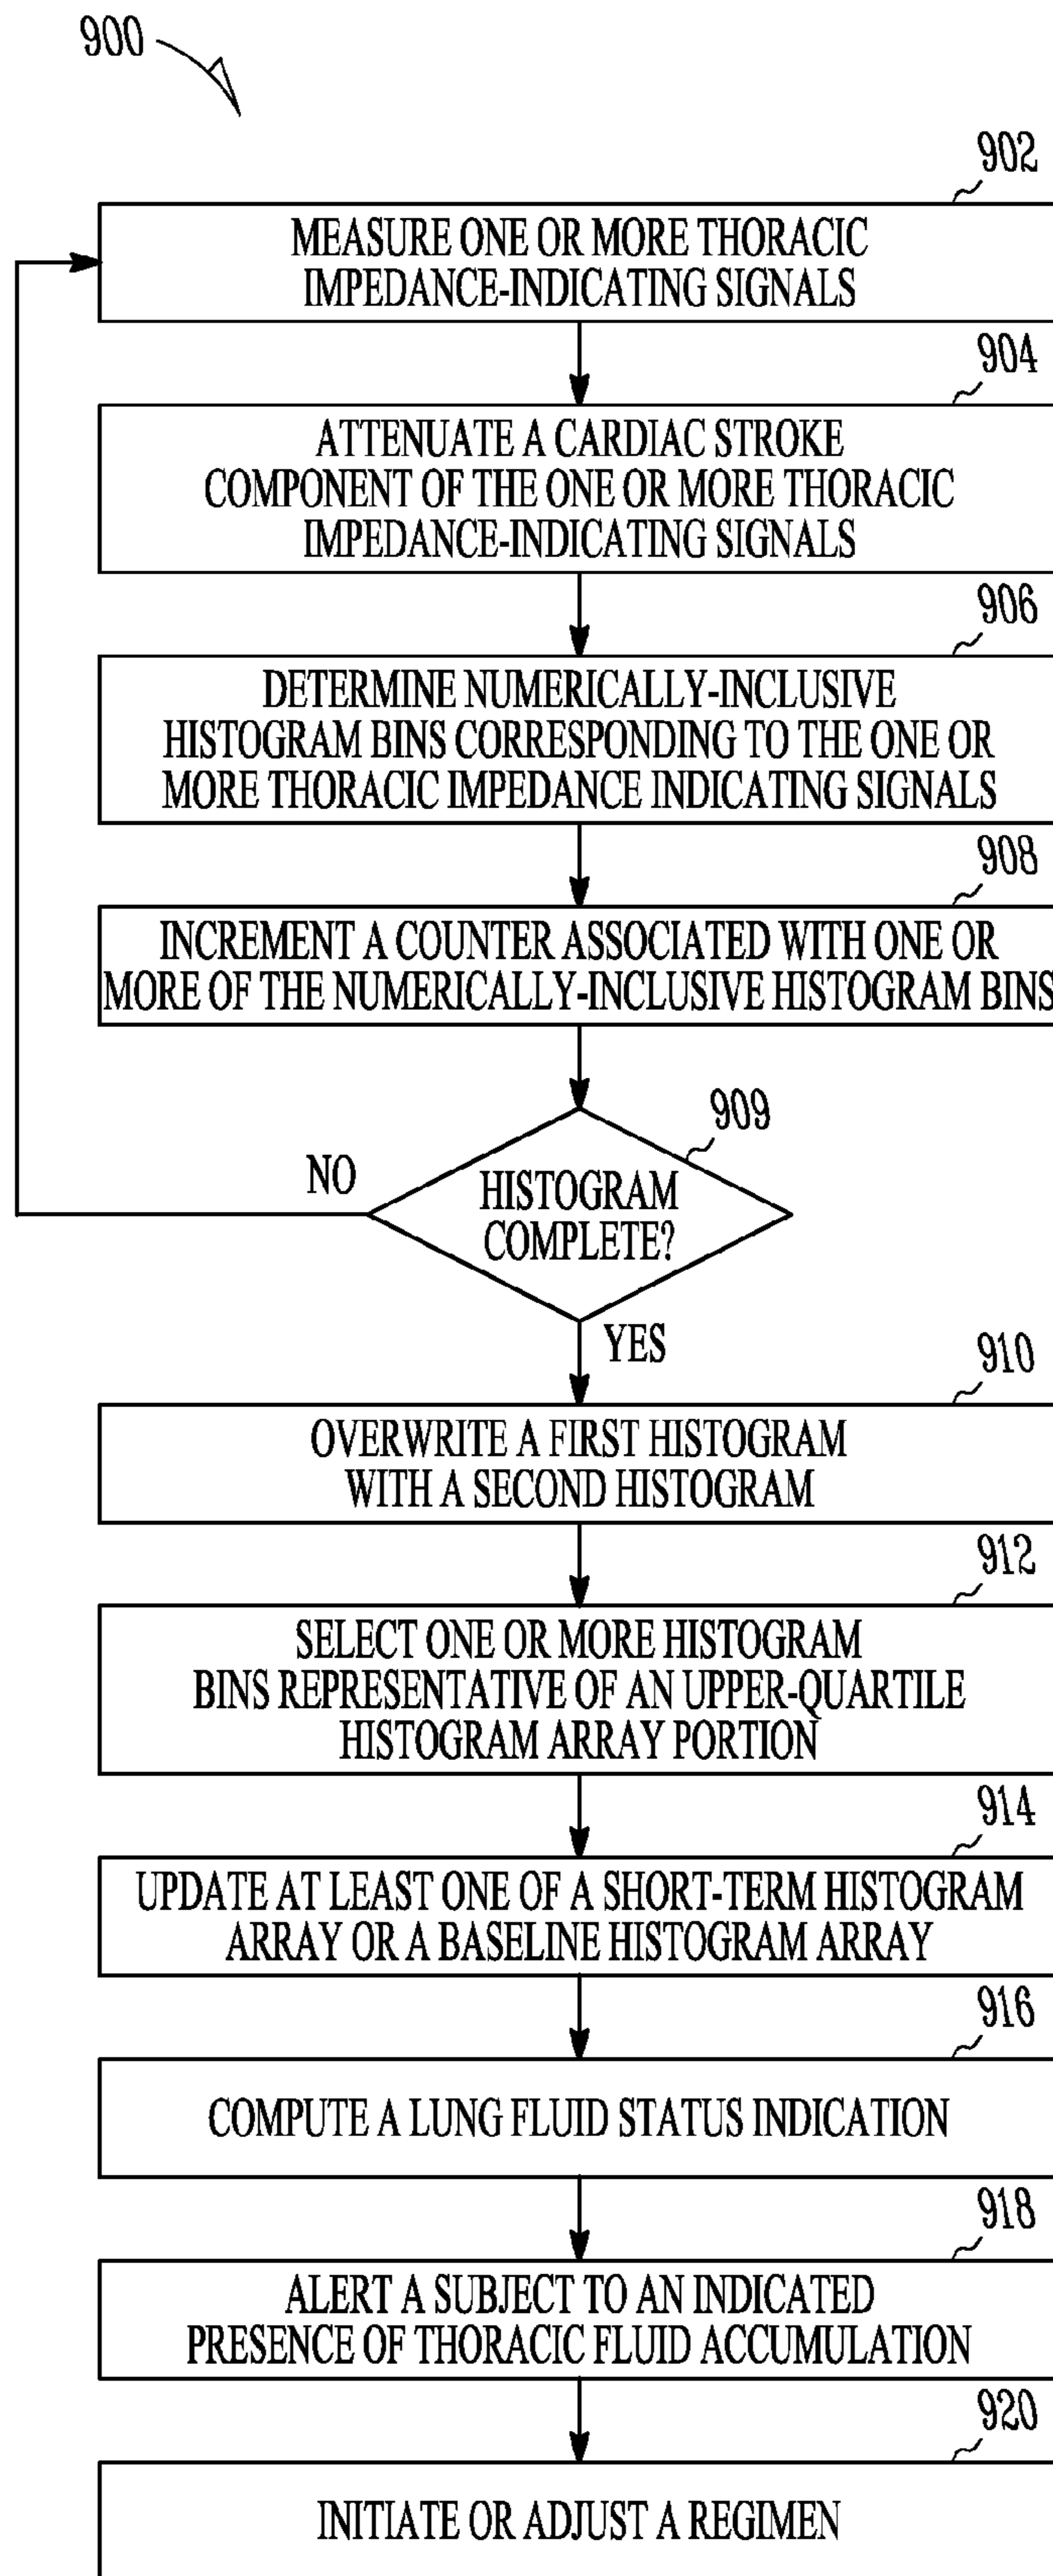 900
902
MEASURE ONE OR MORE THORACIC
IMPEDANCE-INDICATING SIGNALS
904
ATTENUATE A CARDIAC STROKE
COMPONENT OF THE ONE OR MORE THORACIC
IMPEDANCE-INDICATING SIGNALS
906
DETERMINE NUMERICALLY-INCLUSIVE
HISTOGRAM BINS CORRESPONDING TO THE ONE OR
MORE THORACIC IMPEDANCE INDICATING SIGNALS
908
INCREMENT A COUNTER ASSOCIATED WITH ONE OR
MORE OF THE NUMERICALLY-INCLUSIVE HISTOGRAM BINS
909
NO
HISTOGRAM
COMPLETE?
YES
910
OVERWRITE A FIRST HISTOGRAM
WITH A SECOND HISTOGRAM
912
SELECT ONE OR MORE HISTOGRAM
BINS REPRESENTATIVE OF AN UPPER-QUARTILE
HISTOGRAM ARRAY PORTION
914
UPDATE AT LEAST ONE OF A SHORT-TERM HISTOGRAM
ARRAY OR A BASELINE HISTOGRAM ARRAY
916
COMPUTE A LUNG FLUID STATUS INDICATION
918
ALERT A SUBJECT TO AN INDICATED
PRESENCE OF THORACIC FLUID ACCUMULATION
920
INITIATE OR ADJUST A REGIMEN